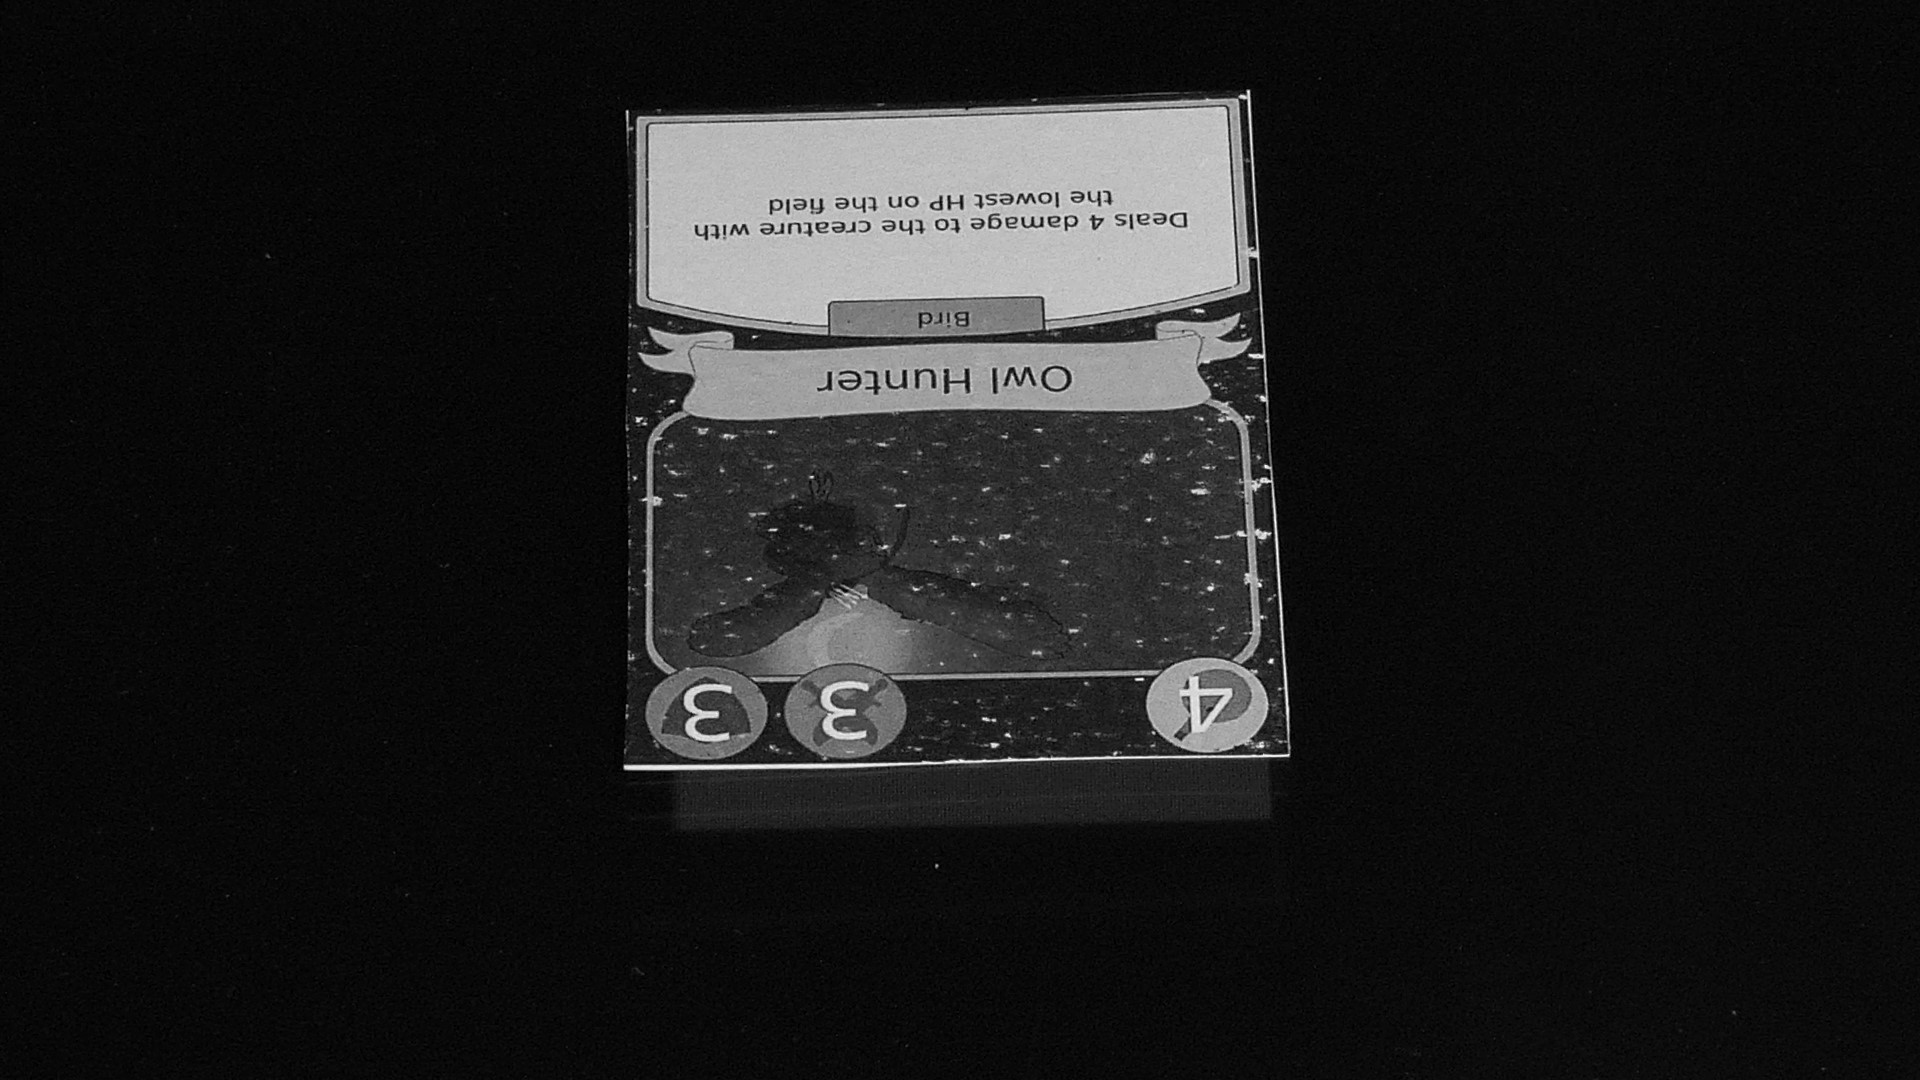 4
3
3
Owl Hunter
Bird
Deals 4 damage to the creature with
the lowest HP on the field